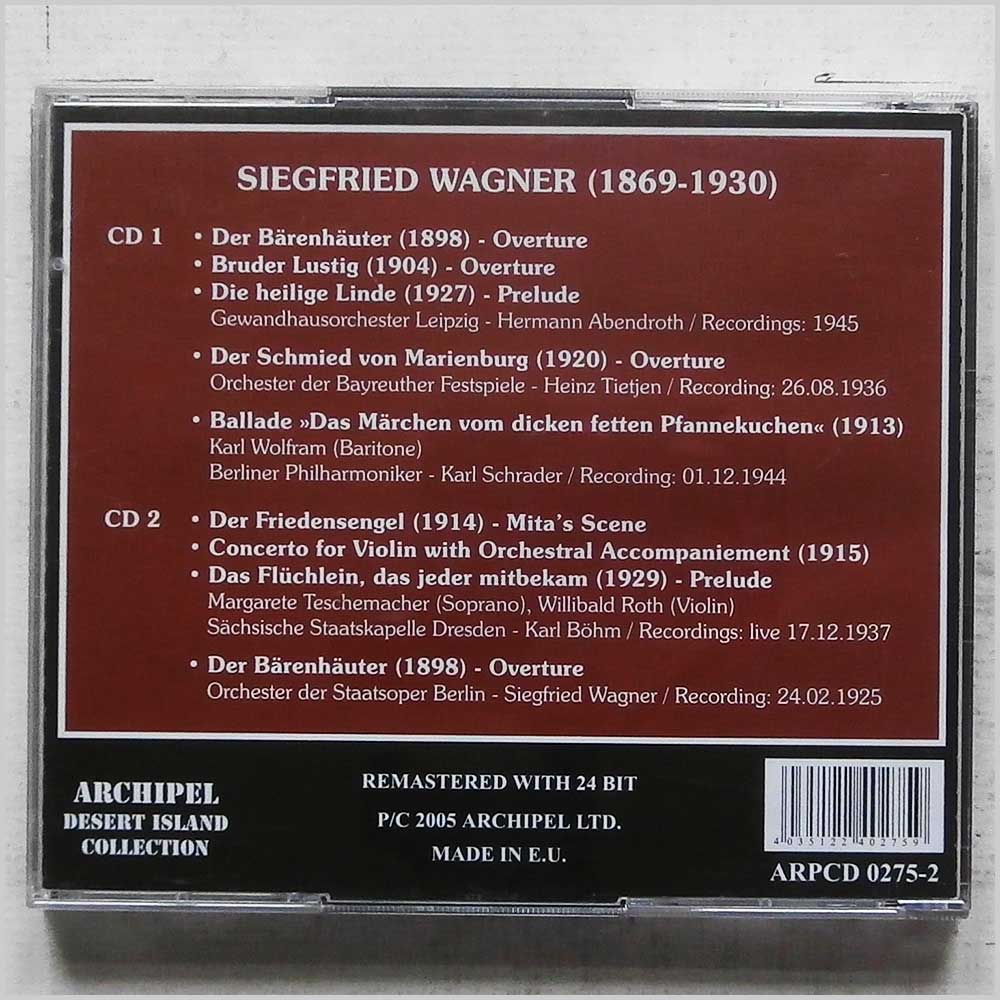 SIEGFRIED WAGNER (1869-1930)
CD 1 • Der Bärenhäuter (1898) - Overture
• Bruder Lustig (1904) - Overture
• Die heilige Linde (1927) - Prelude
Gewandhausorchester Leipzig - Hermann Abendroth / Recordings: 1945
• Der Schmied von Marienburg (1920) - Overture
Orchester der Bayreuther Festspiele - Heinz Tietjen / Recording: 26.08.1936
• Ballade »Das Märchen vom dicken fetten Pfannekuchen« (1913)
Karl Wolfram (Baritone)
Berliner Philharmoniker - Karl Schrader / Recording: 01.12.1944
CD 2 • Der Friedensengel (1914) - Mita's Scene
• Concerto for Violin with Orchestral Accompaniement (1915)
• Das Flüchlein, das jeder mitbekam (1929) - Prelude
Margarete Teschemacher (Soprano), Willibald Roth (Violin)
Sächsische Staatskapelle Dresden - Karl Böhm / Recordings: live 17.12.1937
• Der Bärenhäuter (1898) - Overture
Orchester der Staatsoper Berlin - Siegfried Wagner / Recording: 24.02.1925
ARCHIPEL
DESERT ISLAND
COLLECTION
REMASTERED WITH 24 BIT
P/C 2005 ARCHIPEL LTD.
MADE IN E.U.
4 035122 402759
ARPCD 0275-2